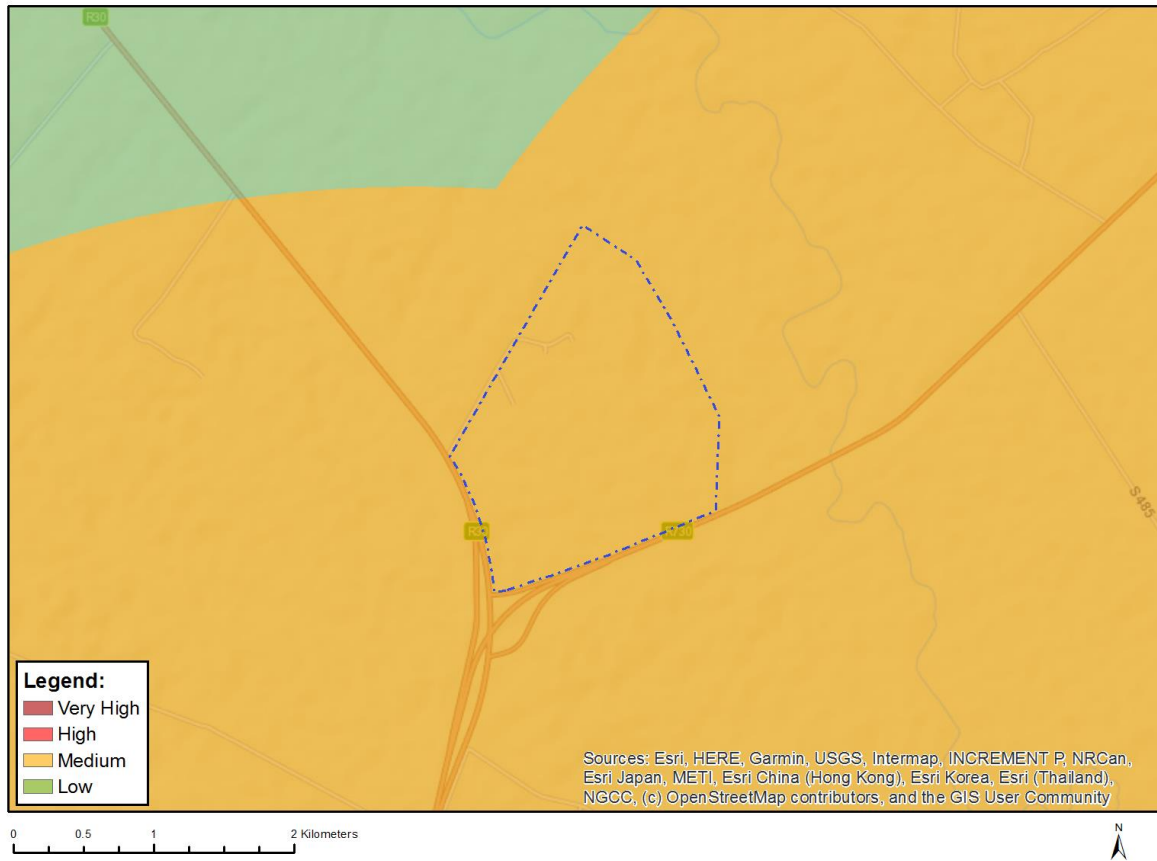 R30
S 485
R730
Legend:
Very High
High
Medium
Low
Sources: Esri, HERE, Garmin, USGS, Intermap, INCREMENT P, NRCan,
Esri Japan, METI, Esri China (Hong Kong), Esri Korea, Esri (Thailand),
NGCC, (c) OpenStreetMap contributors, and the GIS User Community
0 0.5 1 2 Kilometers
N